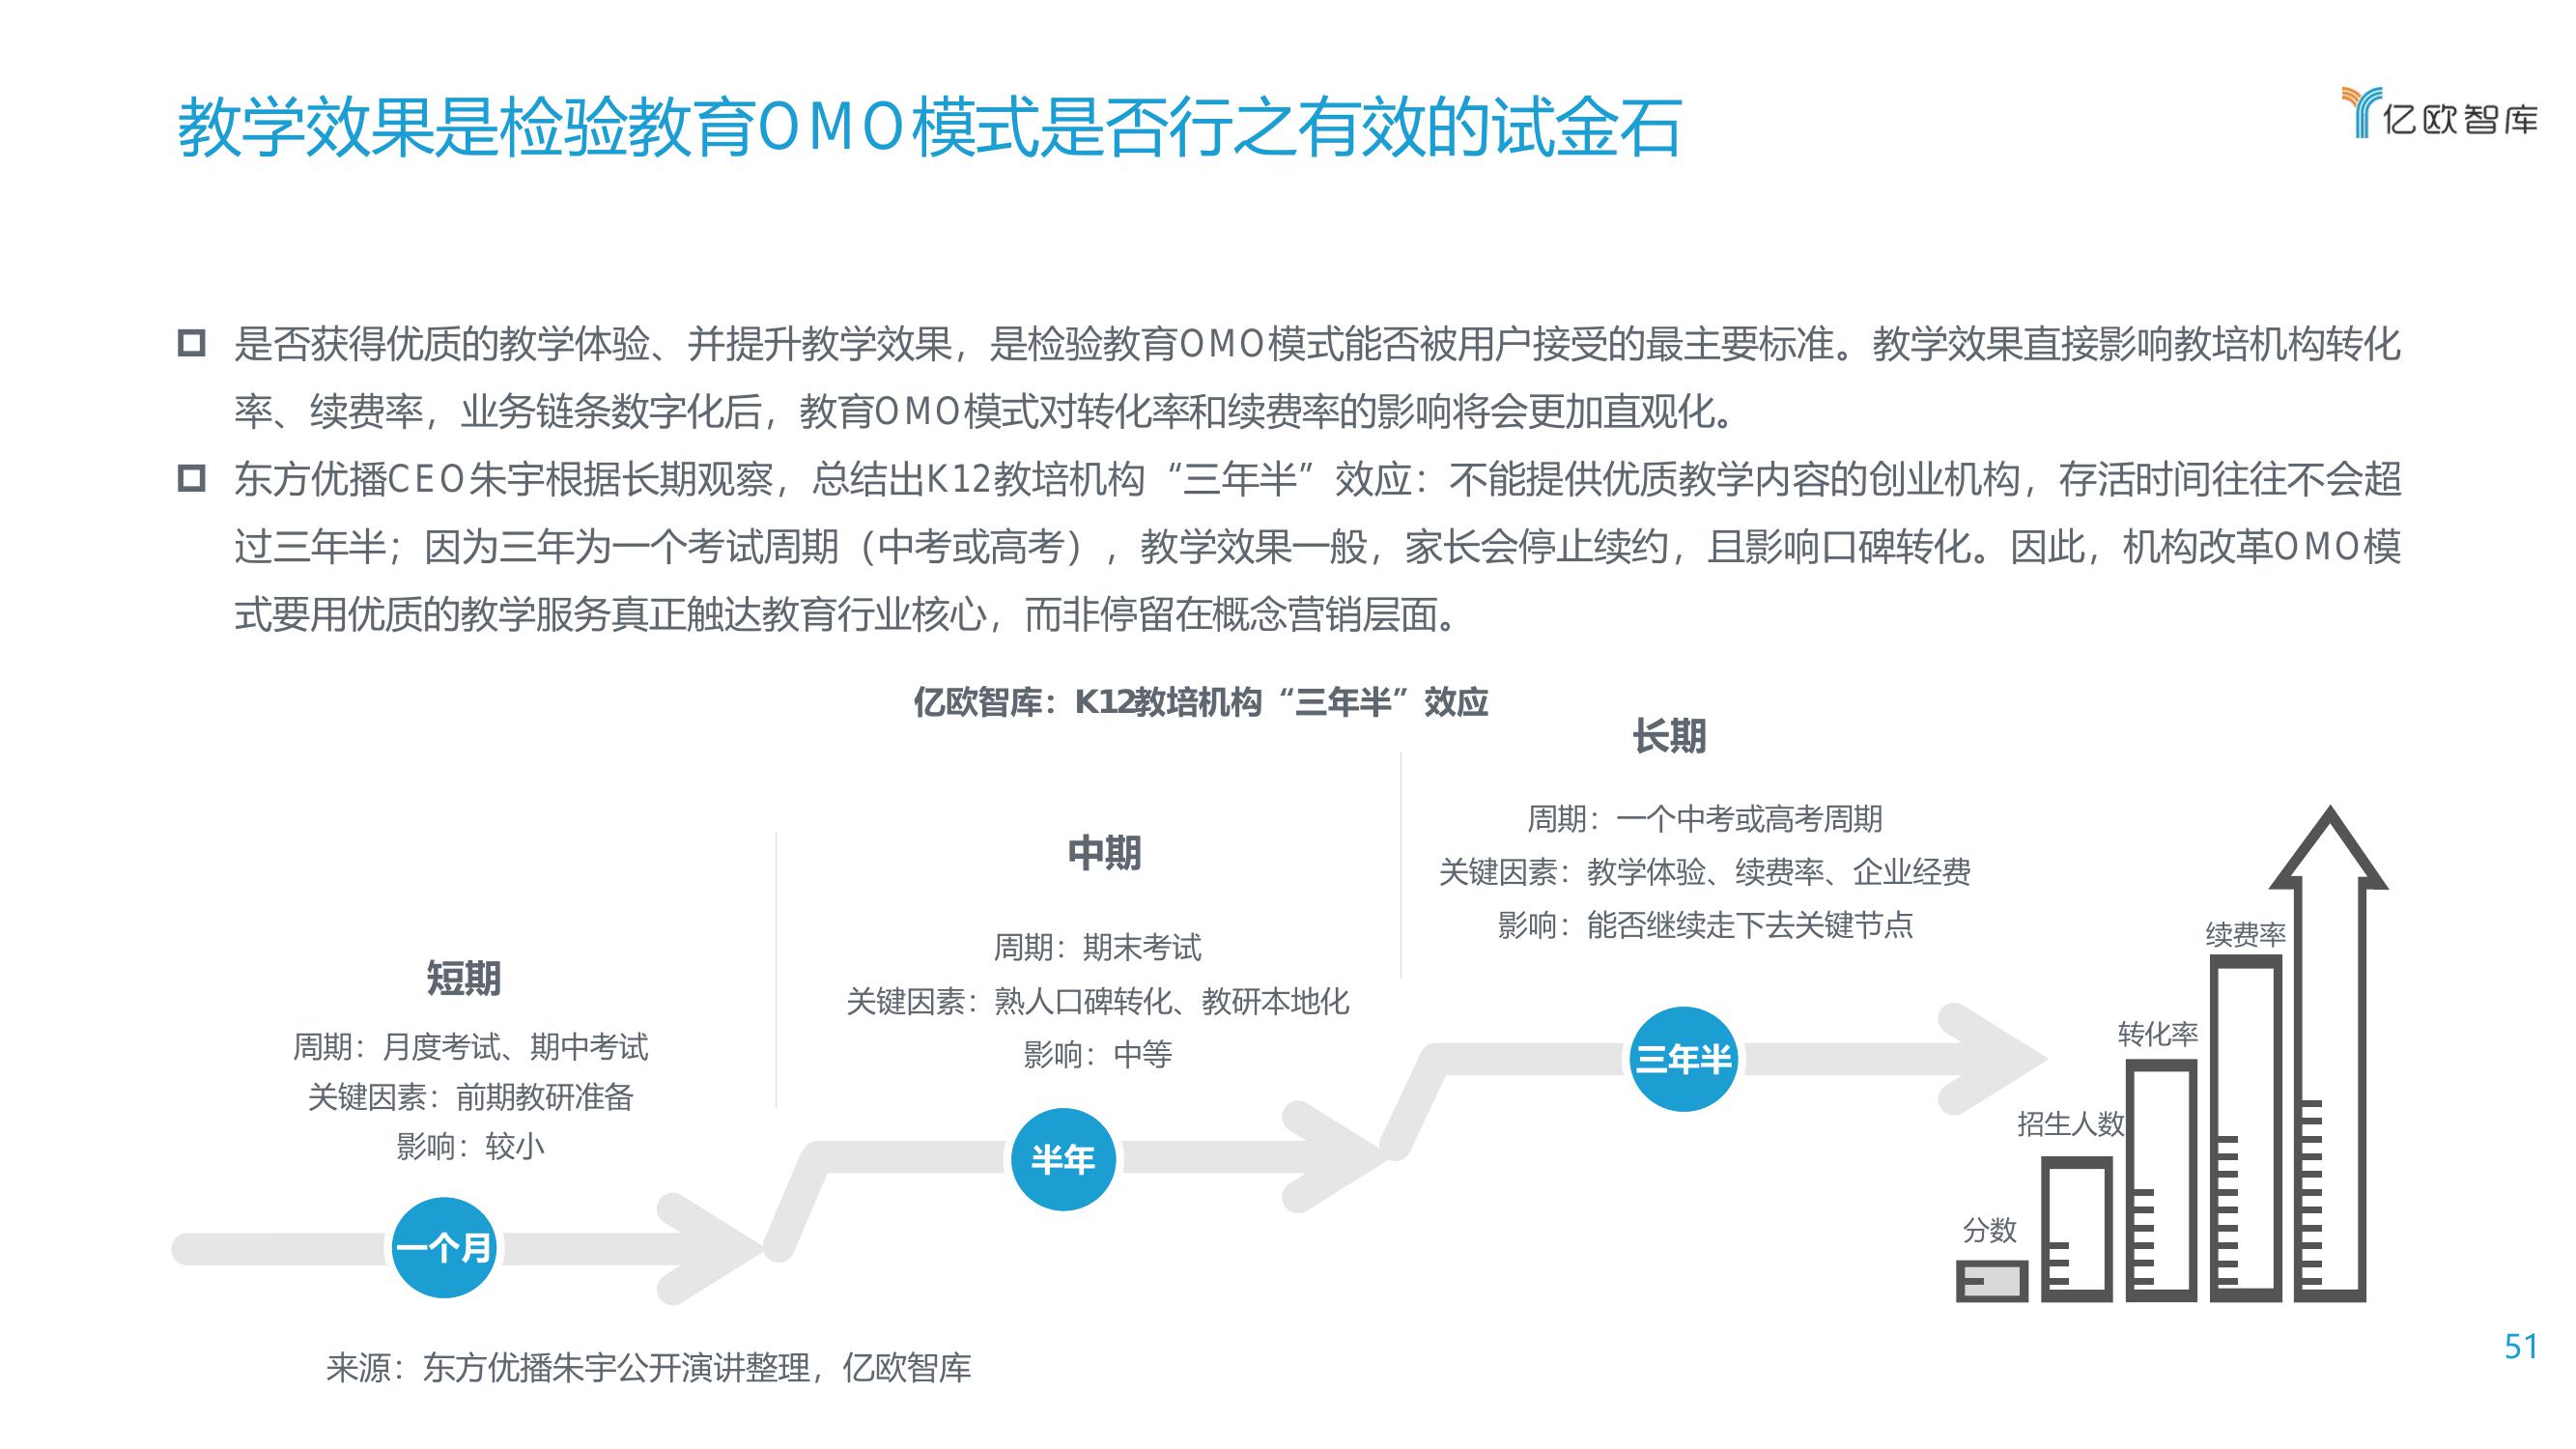 教学效果是检验教育OMO模式是否行之有效的试金石
亿欧智库
是否获得优质的教学体验、并提升教学效果，是检验教育OMO模式能否被用户接受的最主要标准。教学效果直接影响教培机构转化
率、续费率，业务链条数字化后，教育OMO模式对转化率和续费率的影响将会更加直观化。
东方优播CEO朱宇根据长期观察，总结出K12教培机构“三年半”效应：不能提供优质教学内容的创业机构，存活时间往往不会超
过三年半；因为三年为一个考试周期（中考或高考），教学效果一般，家长会停止续约，且影响口碑转化。因此，机构改革OMO模
式要用优质的教学服务真正触达教育行业核心，而非停留在概念营销层面。
亿欧智库：K12教培机构“三年半”效应
短期
周期：月度考试、期中考试
关键因素：前期教研准备
影响：较小
一个月
中期
周期：期末考试
关键因素：熟人口碑转化、教研本地化
影响：中等
半年
长期
周期：一个中考或高考周期
关键因素：教学体验、续费率、企业经费
影响：能否继续走下去关键节点
三年半
分数
招生人数
转化率
续费率
来源：东方优播朱宇公开演讲整理，亿欧智库
51